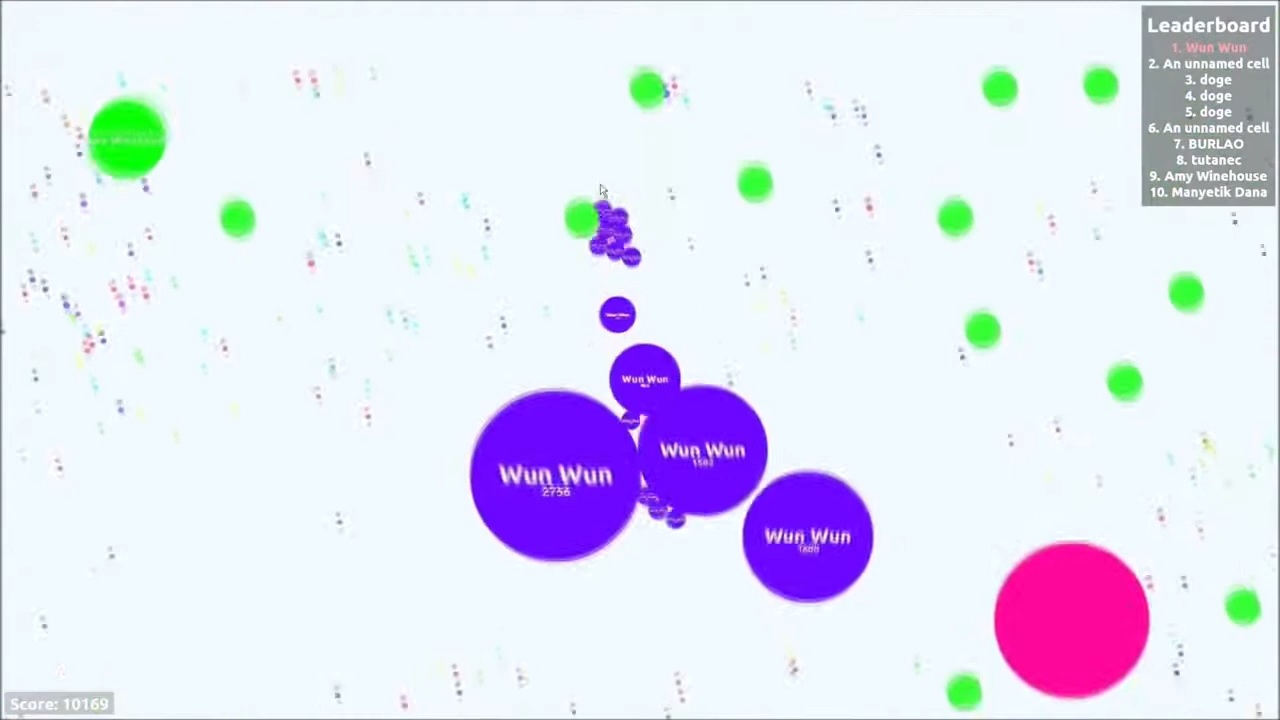 Leaderboard
1. Wun Wun
2. An unnamed cell
3. doge
4. doge
5. doge
6. An unnamed cell
7. BURLAO
8. tutanec
9. Amy Winehouse
10. Manyetik Dana
Wun Wun
Wun Wun
Wun Wun
2736
Wun Wun
Score: 10169